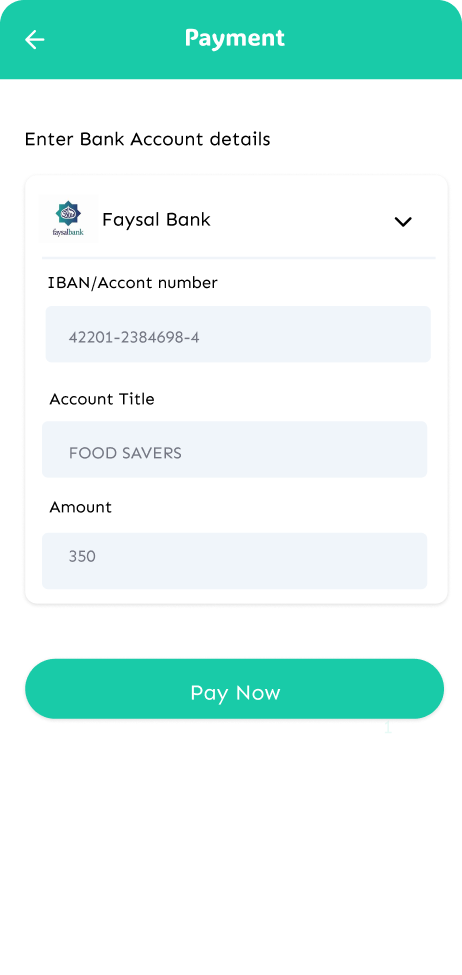 Payment
Enter Bank Account details
faysalbank
Faysal Bank
IBAN/Accont number
42201-2384698-4
Account Title
FOOD SAVERS
Amount
350
Pay Now